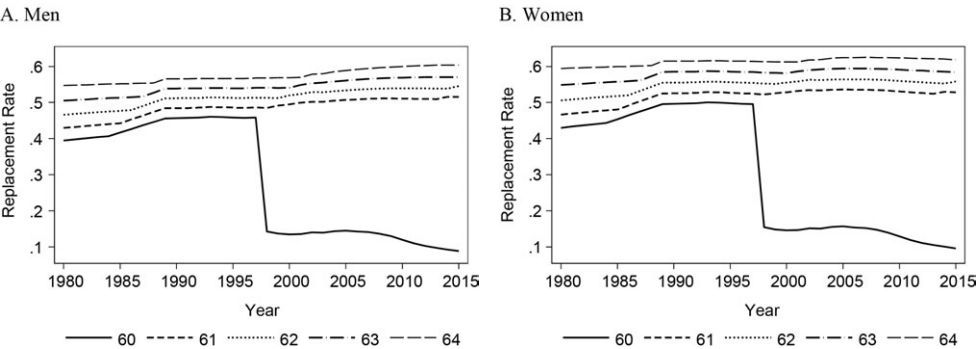 A. Men
Replacement Rate
.6
.5
.4
.3
.2
.1
1980 1985 1990 1995 2000 2005 2010 2015
Year
60 61 62 63 64
B. Women
Replacement Rate
.6
.5
.4
.3
.2
.1
1980 1985 1990 1995 2000 2005 2010 2015
Year
60 61 62 63 64